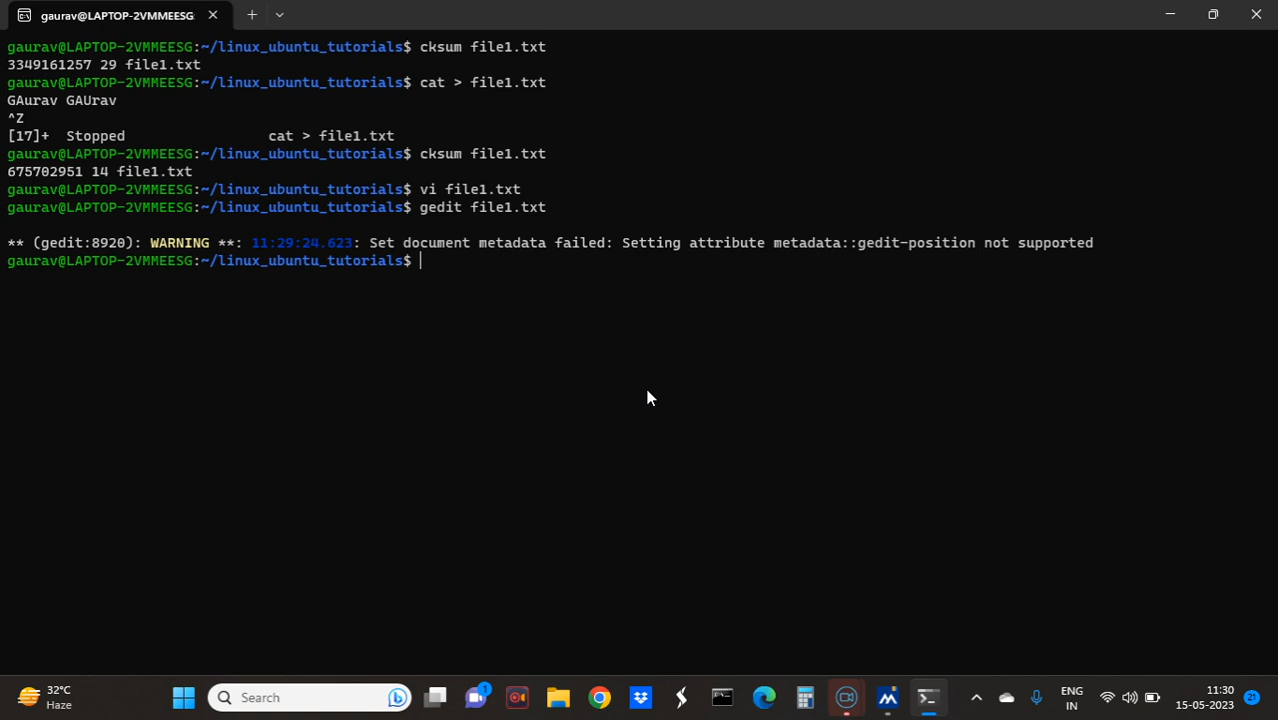 gaurav@LAPTOP-2VMMEESG:
gaurav@LAPTOP-2VMMEESG:~/linux_ubuntu_tutorials$ cksum file1.txt
3349161257 29 file1.txt
gaurav@LAPTOP-2VMMEESG:~/linux_ubuntu_tutorials$ cat > file1.txt
GAurav GAUrav
^Z
[17]+  Stopped                 cat > file1.txt
gaurav@LAPTOP-2VMMEESG:~/linux_ubuntu_tutorials$ cksum file1.txt
675702951 14 file1.txt
gaurav@LAPTOP-2VMMEESG:~/linux_ubuntu_tutorials$ vi file1.txt
gaurav@LAPTOP-2VMMEESG:~/linux_ubuntu_tutorials$ gedit file1.txt
** (gedit:8920): WARNING **: 11:29:24.623: Set document metadata failed: Setting attribute metadata::gedit-position not supported
gaurav@LAPTOP-2VMMEESG:~/linux_ubuntu_tutorials$
32°C
Haze
Search
1
ENG
IN
11:30
15-05-2023
21